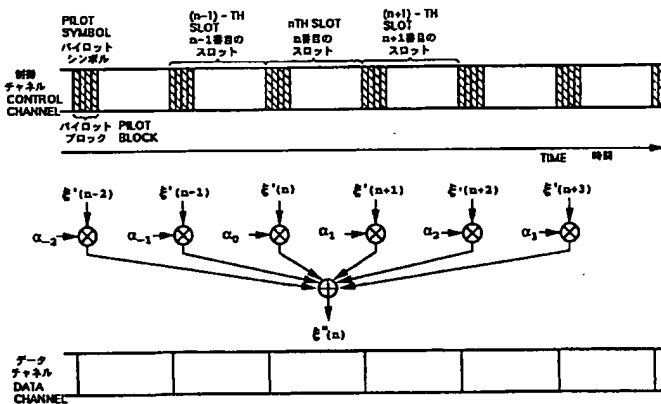 PILOT
SYMBOL
パイロット
シンボル
(n-1)-TH
SLOT
n-1番目の
スロット
nTH SLOT
n番目の
スロット
(n+1)-TH
SLOT
n+1番目の
スロット
制御
チャネル
CONTROL
CHANNEL
パイロット
ブロック
PILOT
BLOCK
TIME 時間
ξ'(n-2) ξ'(n-1) ξ'(n) ξ'(n+1) ξ'(n+2) ξ'(n+3)
α-2 α-1 α0 α1 α2 α3
ξ"(n)
データ
チャネル
DATA
CHANNEL